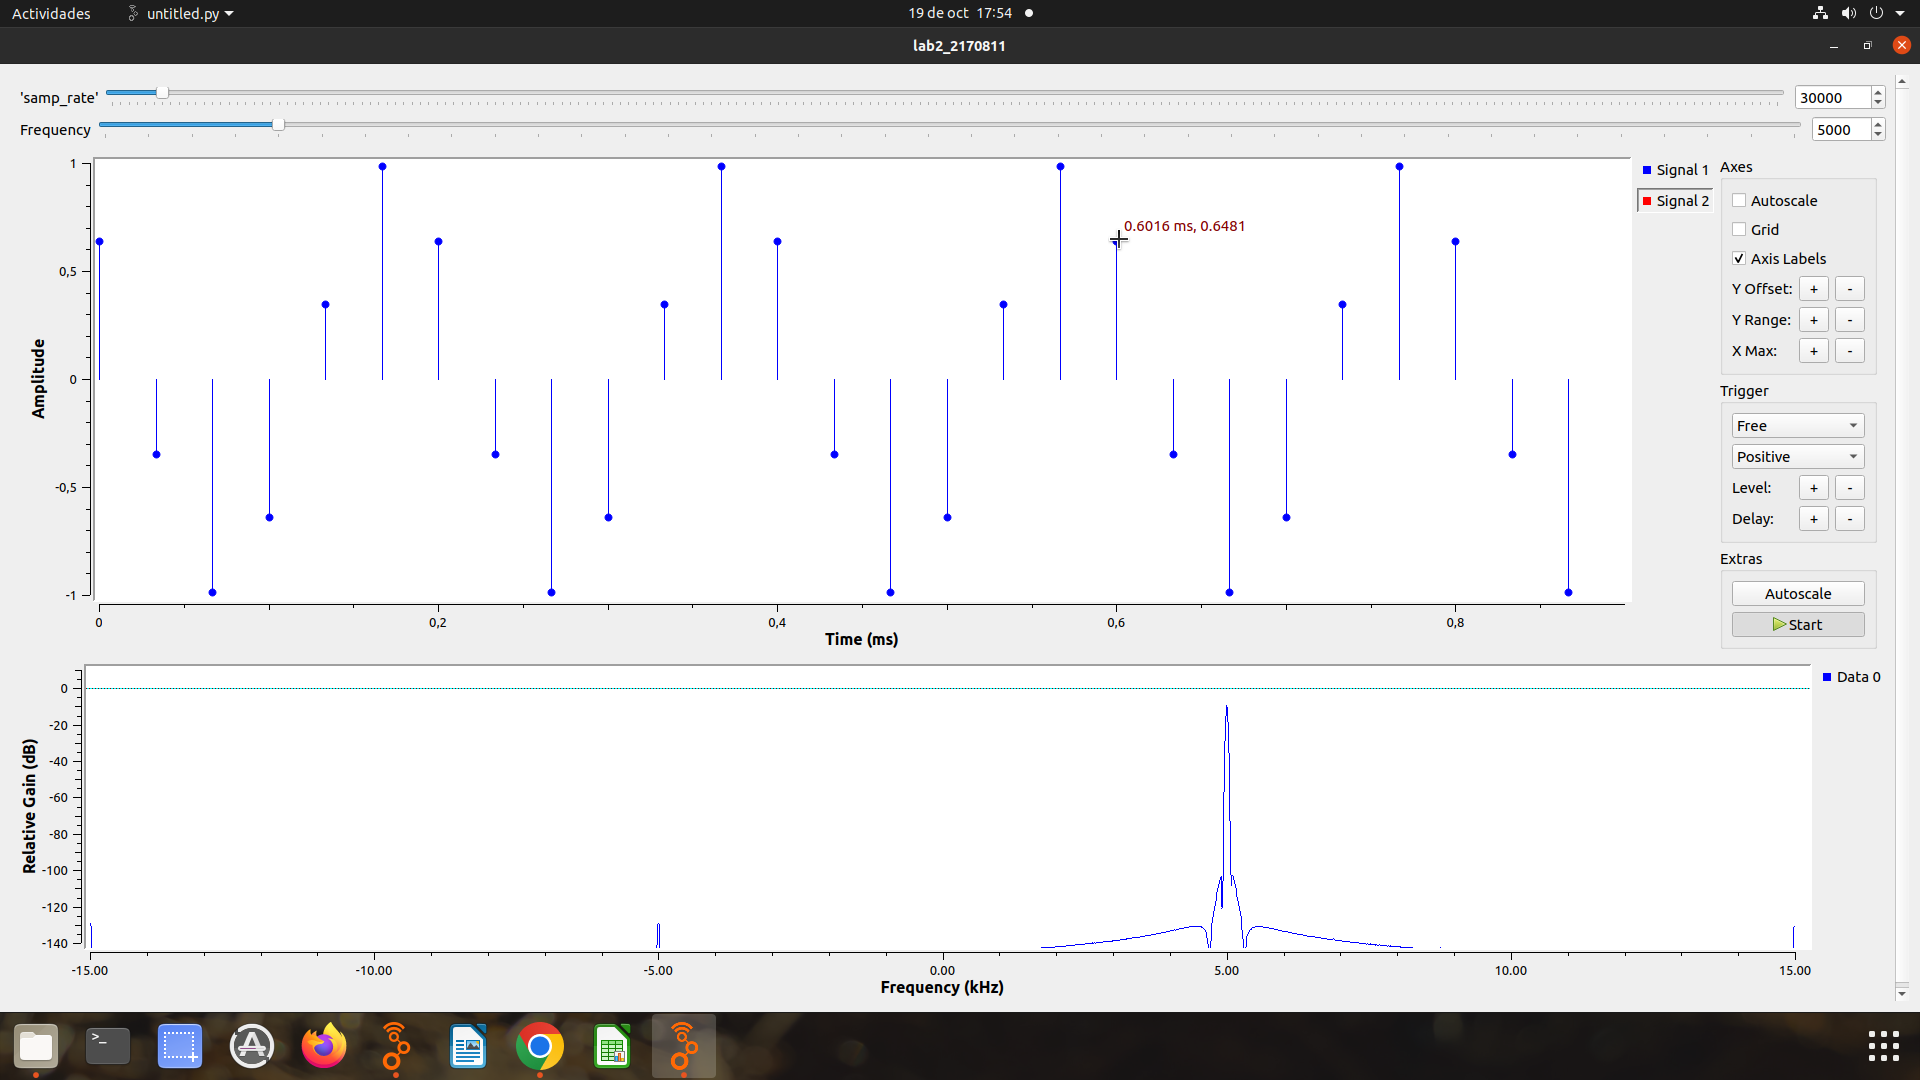 Actividades untitled.py 19 de oct 17:54
lab2_2170811
'samp_rate' 30000
Frequency 5000
1
0,5
0
-0,5
-1
Amplitude
0.6016 ms, 0.6481
0 0,2 0,4 0,6 0,8
Time (ms)
Signal 1
Signal 2
Axes
Autoscale
Grid
Axis Labels
Y Offset: + -
Y Range: + -
X Max: + -
Trigger
Free
Positive
Level: + -
Delay: + -
Extras
Autoscale
Start
0
-20
-40
-60
-80
-100
-120
-140
Relative Gain (dB)
-15.00 -10.00 -5.00 0.00 5.00 10.00 15.00
Frequency (kHz)
Data 0
>_